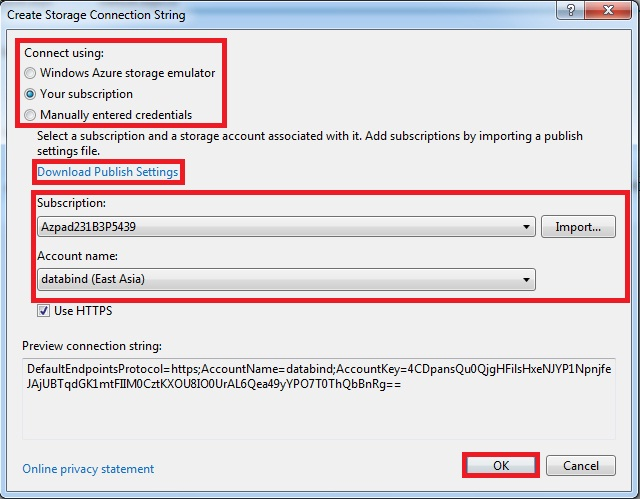 Create Storage Connection String
Connect using:
Windows Azure storage emulator
Your subscription
Manually entered credentials
Select a subscription and a storage account associated with it. Add subscriptions by importing a publish
settings file.
Download Publish Settings
Subscription:
Azpad231B3P5439
Import...
Account name:
databind (East Asia)
Use HTTPS
Preview connection string:
DefaultEndpointsProtocol=https;AccountName=databind;AccountKey=4CDpansQu0QjgHFilsHxeNJYP1Npnjfe
JAjUBTqdGK1mtFIIM0CztKXOU8IO0UrAL6Qea49yYPO7T0ThQbBnRg==
Online privacy statement
OK
Cancel